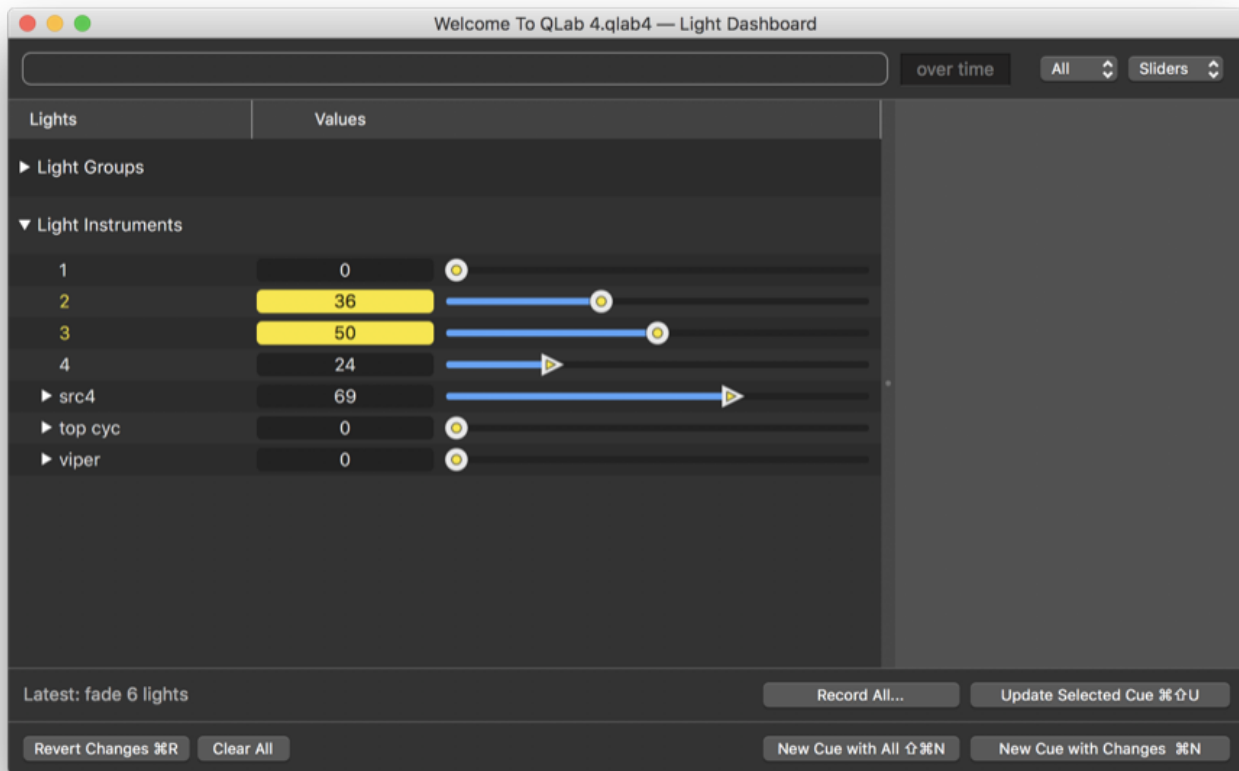 Welcome To QLab 4.qlab4 — Light Dashboard
over time All Sliders
Lights Values
Light Groups
Light Instruments
1 0
2 36
3 50
4 24
src4 69
top cyc 0
viper 0
Latest: fade 6 lights Record All... Update Selected Cue ⌘⇧U
Revert Changes ⌘R Clear All New Cue with All ⇧⌘N New Cue with Changes ⌘N